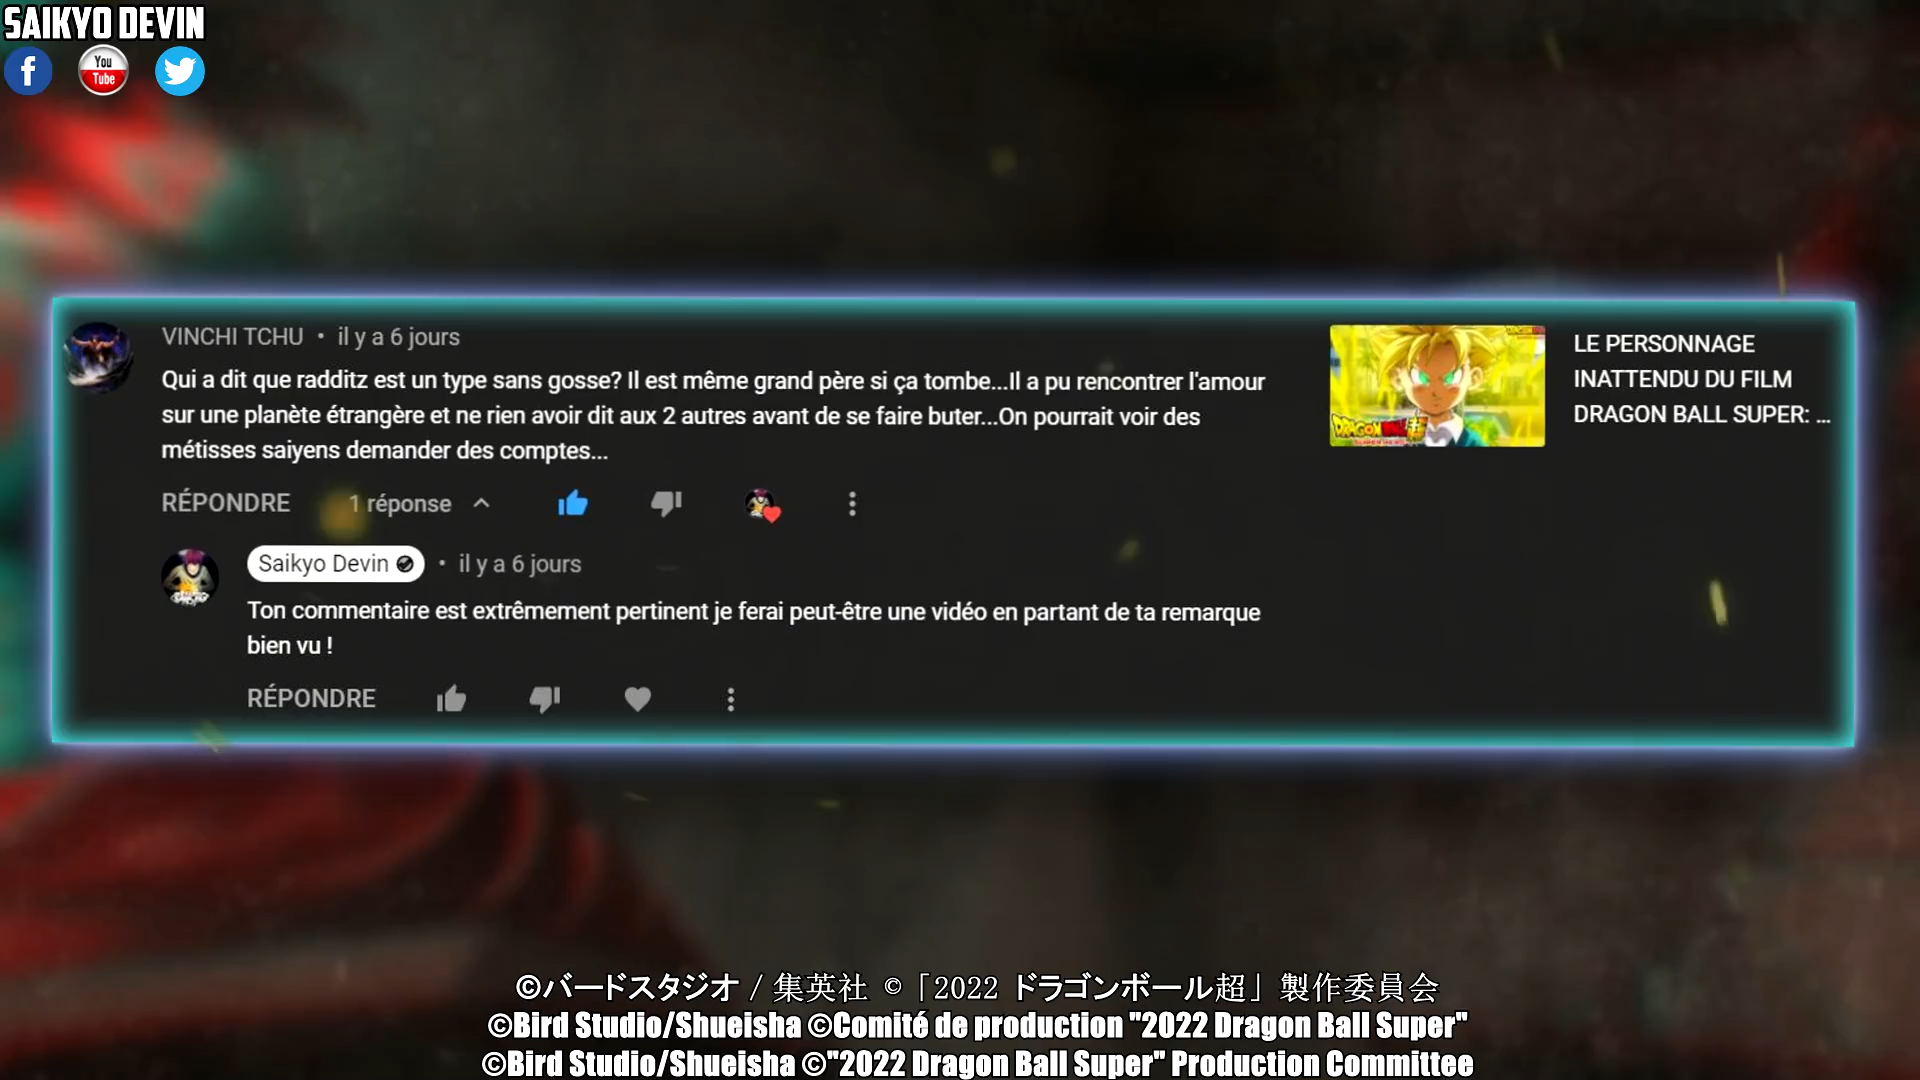 SAIKYO DEVIN
You
Tube
VINCHI TCHU • il y a 6 jours
Qui a dit que radditz est un type sans gosse? Il est même grand père si ça tombe...Il a pu rencontrer l'amour
sur une planète étrangère et ne rien avoir dit aux 2 autres avant de se faire buter...On pourrait voir des
métisses saiyens demander des comptes...
RÉPONDRE 1 réponse
LE PERSONNAGE
INATTENDU DU FILM
DRAGON BALL SUPER: ...
DRAGON BALL超
Saikyo Devin • il y a 6 jours
Ton commentaire est extrêmement pertinent je ferai peut-être une vidéo en partant de ta remarque
bien vu !
RÉPONDRE
©バードスタジオ / 集英社 ©「2022 ドラゴンボール超」製作委員会
©Bird Studio/Shueisha ©Comité de production "2022 Dragon Ball Super"
©Bird Studio/Shueisha ©"2022 Dragon Ball Super" Production Committee